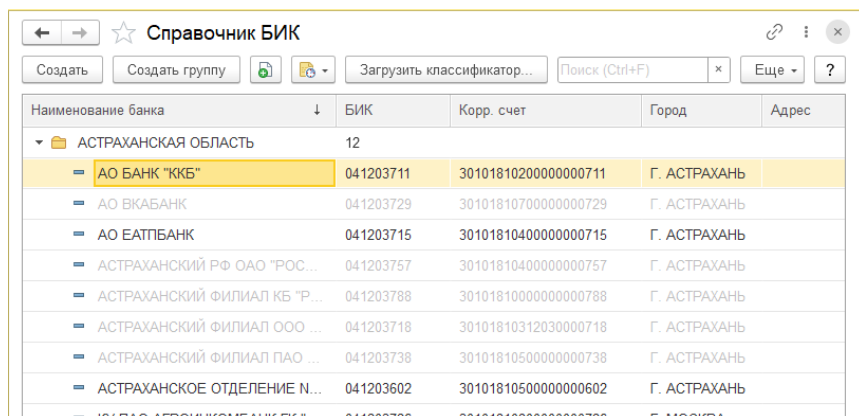 Справочник БИК
Создать Создать группу Загрузить классификатор... Поиск (Ctrl+F) × Еще ?
Наименование банка ↓ БИК Корр. счет Город Адрес
АСТРАХАНСКАЯ ОБЛАСТЬ 12
АО БАНК "ККБ" 041203711 30101810200000000711 Г. АСТРАХАНЬ
АО ВКАБАНК 041203729 30101810700000000729 Г. АСТРАХАНЬ
АО ЕАТПБАНК 041203715 30101810400000000715 Г. АСТРАХАНЬ
АСТРАХАНСКИЙ РФ ОАО "РОС... 041203757 30101810400000000757 Г. АСТРАХАНЬ
АСТРАХАНСКИЙ ФИЛИАЛ КБ "Р... 041203788 30101810000000000788 Г. АСТРАХАНЬ
АСТРАХАНСКИЙ ФИЛИАЛ ООО ... 041203718 30101810312030000718 Г. АСТРАХАНЬ
АСТРАХАНСКИЙ ФИЛИАЛ ПАО ... 041203738 30101810500000000738 Г. АСТРАХАНЬ
АСТРАХАНСКОЕ ОТДЕЛЕНИЕ N... 041203602 30101810500000000602 Г. АСТРАХАНЬ